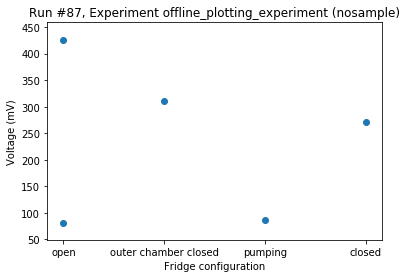 Run #87, Experiment offline_plotting_experiment (nosample)
Voltage (mV)
450
400
350
300
250
200
150
100
50
open
outer chamber closed
pumping
closed
Fridge configuration